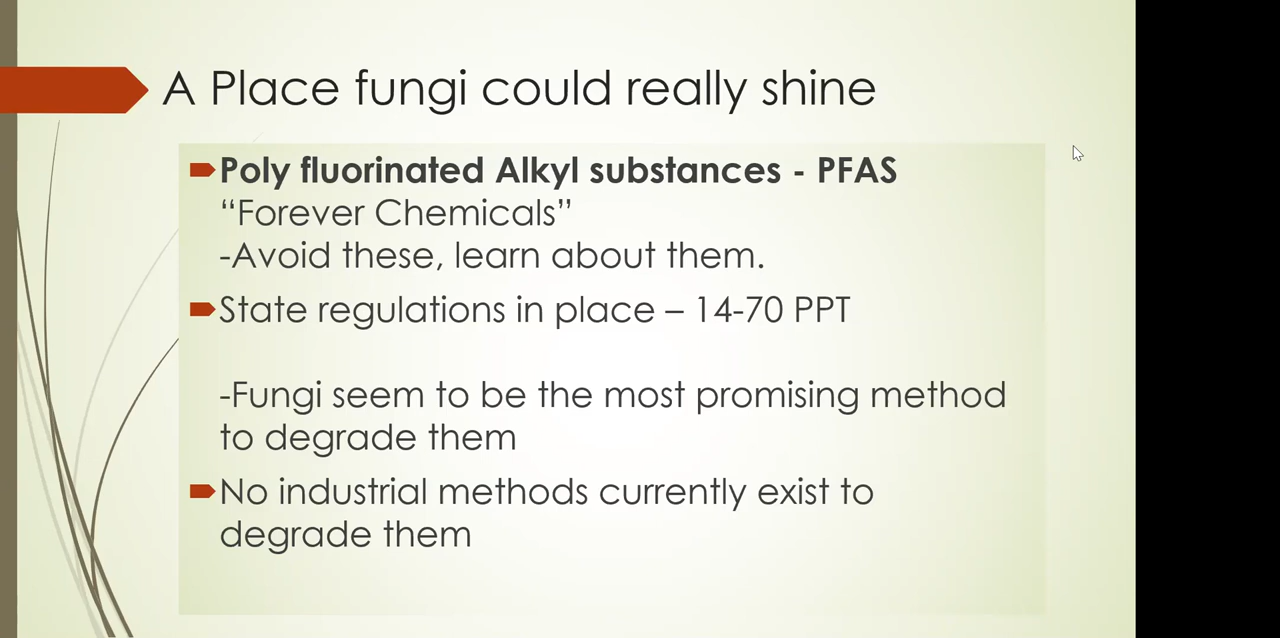 A Place fungi could really shine
Poly fluorinated Alkyl substances - PFAS
“Forever Chemicals”
-Avoid these, learn about them.
State regulations in place – 14-70 PPT
-Fungi seem to be the most promising method
to degrade them
No industrial methods currently exist to
degrade them